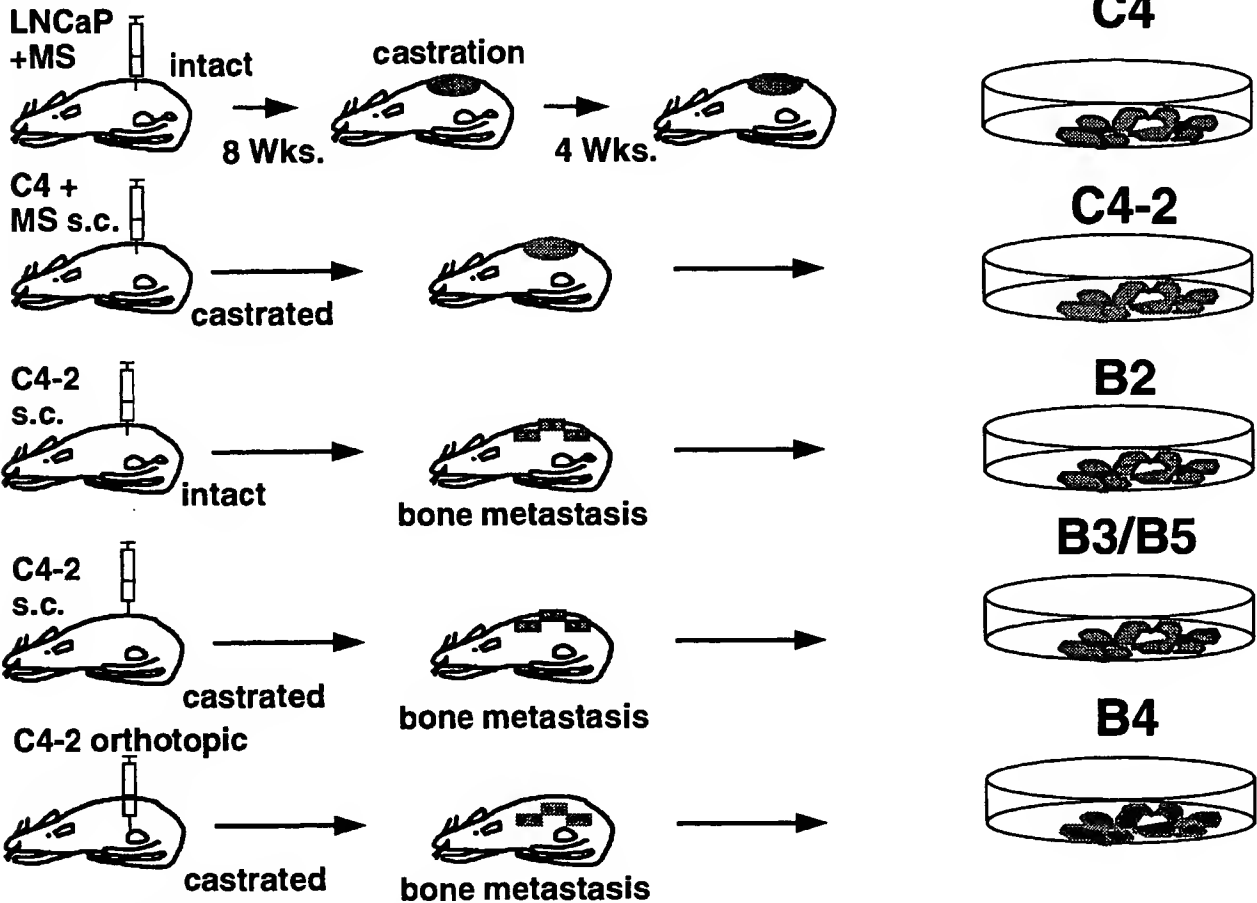 LNCaP
+MS
intact
castration
8 Wks.
4 Wks.
C4
C4 +
MS s.c.
castrated
C4-2
C4-2
s.c.
intact
bone metastasis
B2
C4-2
s.c.
castrated
bone metastasis
B3/B5
C4-2 orthotopic
castrated
bone metastasis
B4